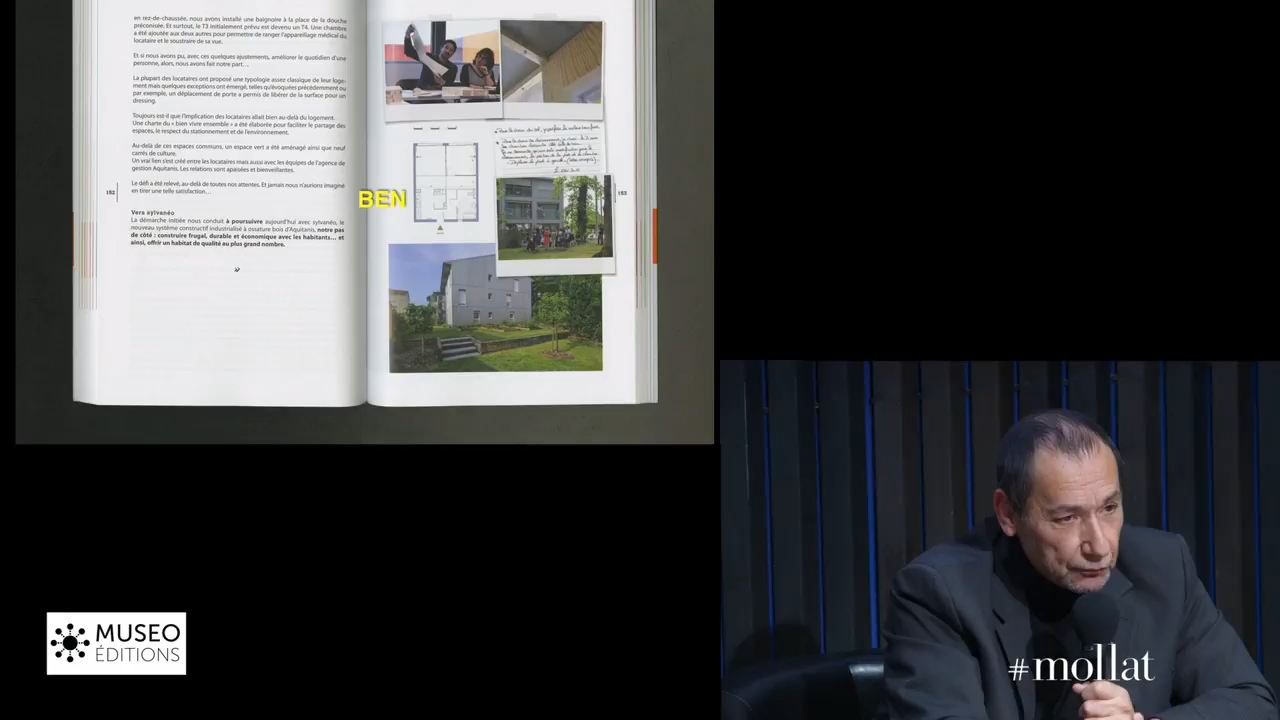 en rez-de-chaussée, nous avons installé une baignoire à la place de la douche
préconisée. Et surtout, le T3 initialement prévu est devenu un T4. Une chambre
a été ajoutée aux deux autres pour permettre de ranger l'appareillage médical du
locataire et le soustraire de sa vue.
Et si nous avons pu, avec ces quelques ajustements, améliorer le quotidien d'une
personne, alors, nous avons fait notre part…
La plupart des locataires ont proposé une typologie assez classique de leur loge-
ment mais quelques exceptions ont émergé, telles qu'évoquées précédemment ou
par exemple, un déplacement de porte a permis de libérer de la surface pour un
dressing.
Toujours est-il que l'implication des locataires allait bien au-delà du logement.
Une charte du « bien vivre ensemble » a été élaborée pour faciliter le partage des
espaces, le respect du stationnement et de l'environnement.
Au-delà de ces espaces communs, un espace vert a été aménagé ainsi que neuf
carrés de culture.
Un vrai lien s'est créé entre les locataires mais aussi avec les équipes de l'agence de
gestion Aquitanis. Les relations sont apaisées et bienveillantes.
Le défi a été relevé, au-delà de toutes nos attentes. Et jamais nous n'aurions imaginé
en tirer une telle satisfaction…
152
Vers sylvanéo
La démarche initiée nous conduit à poursuivre aujourd'hui avec sylvanéo, le
nouveau système constructif industrialisé à ossature bois d'Aquitanis, notre pas
de côté : construire frugal, durable et économique avec les habitants… et
ainsi, offrir un habitat de qualité au plus grand nombre.
BEN
153
MUSEO
ÉDITIONS
#mollat